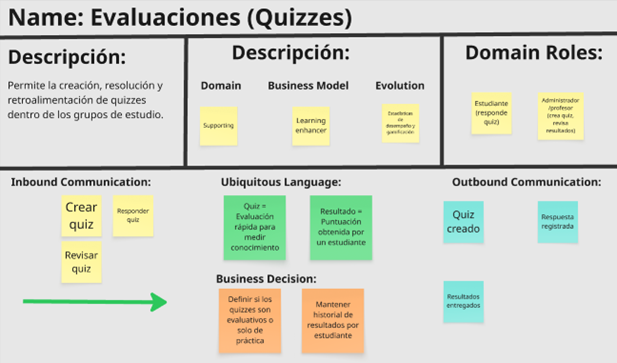 Name: Evaluaciones (Quizzes)
Descripción:
Permite la creación, resolución y
retroalimentación de quizzes
dentro de los grupos de estudio.
Descripción:
Domain
Business Model
Evolution
Supporting
Learning
enhancer
Estadísticas
de
desempeño y
gamificación
Domain Roles:
Estudiante
(responde
quiz)
Administrador
/profesor
(crea quiz,
revisa
resultados)
Inbound Communication:
Crear
quiz
Responder
quiz
Revisar
quiz
Ubiquitous Language:
Quiz =
Evaluación
rápida para
medir
conocimiento
Resultado =
Puntuación
obtenida por
un estudiante
Business Decision:
Definir si los
quizzes son
evaluativos o
solo de
práctica
Mantener
historial de
resultados por
estudiante
Outbound Communication:
Quiz
creado
Respuesta
registrada
Resultados
entregados